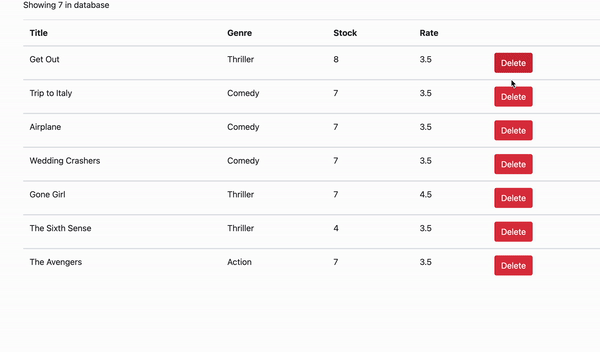 Showing 7 in database
Title Genre Stock Rate
Get Out Thriller 8 3.5 Delete
Trip to Italy Comedy 7 3.5 Delete
Airplane Comedy 7 3.5 Delete
Wedding Crashers Comedy 7 3.5 Delete
Gone Girl Thriller 7 4.5 Delete
The Sixth Sense Thriller 4 3.5 Delete
The Avengers Action 7 3.5 Delete